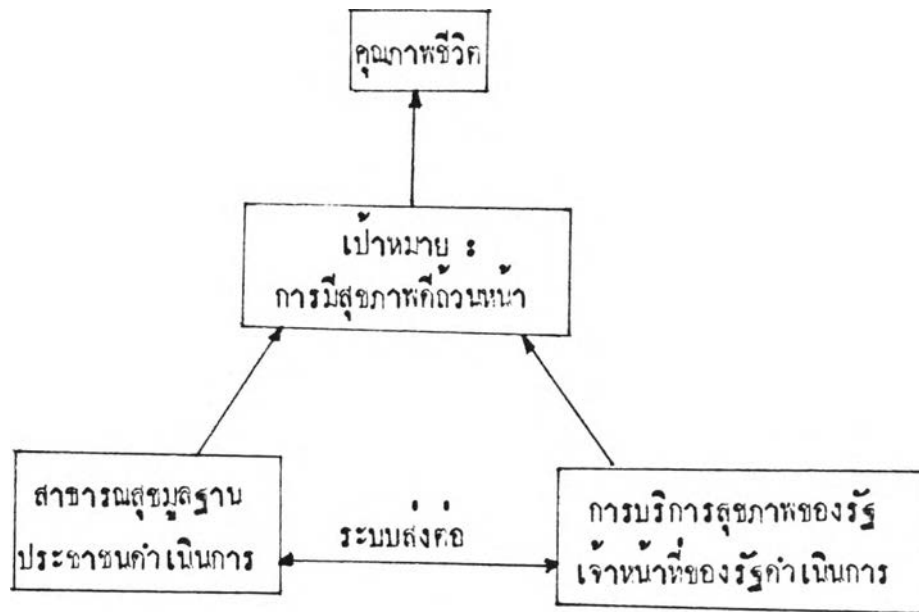 คุณภาพชีวิต
เป้าหมาย :
การมีสุขภาพดีถ้วนหน้า
สาธารณสุขมูลฐาน
ประชาชนดำเนินการ
ระบบส่งต่อ
การบริการสุขภาพของรัฐ
เจ้าหน้าที่ของรัฐดำเนินการ